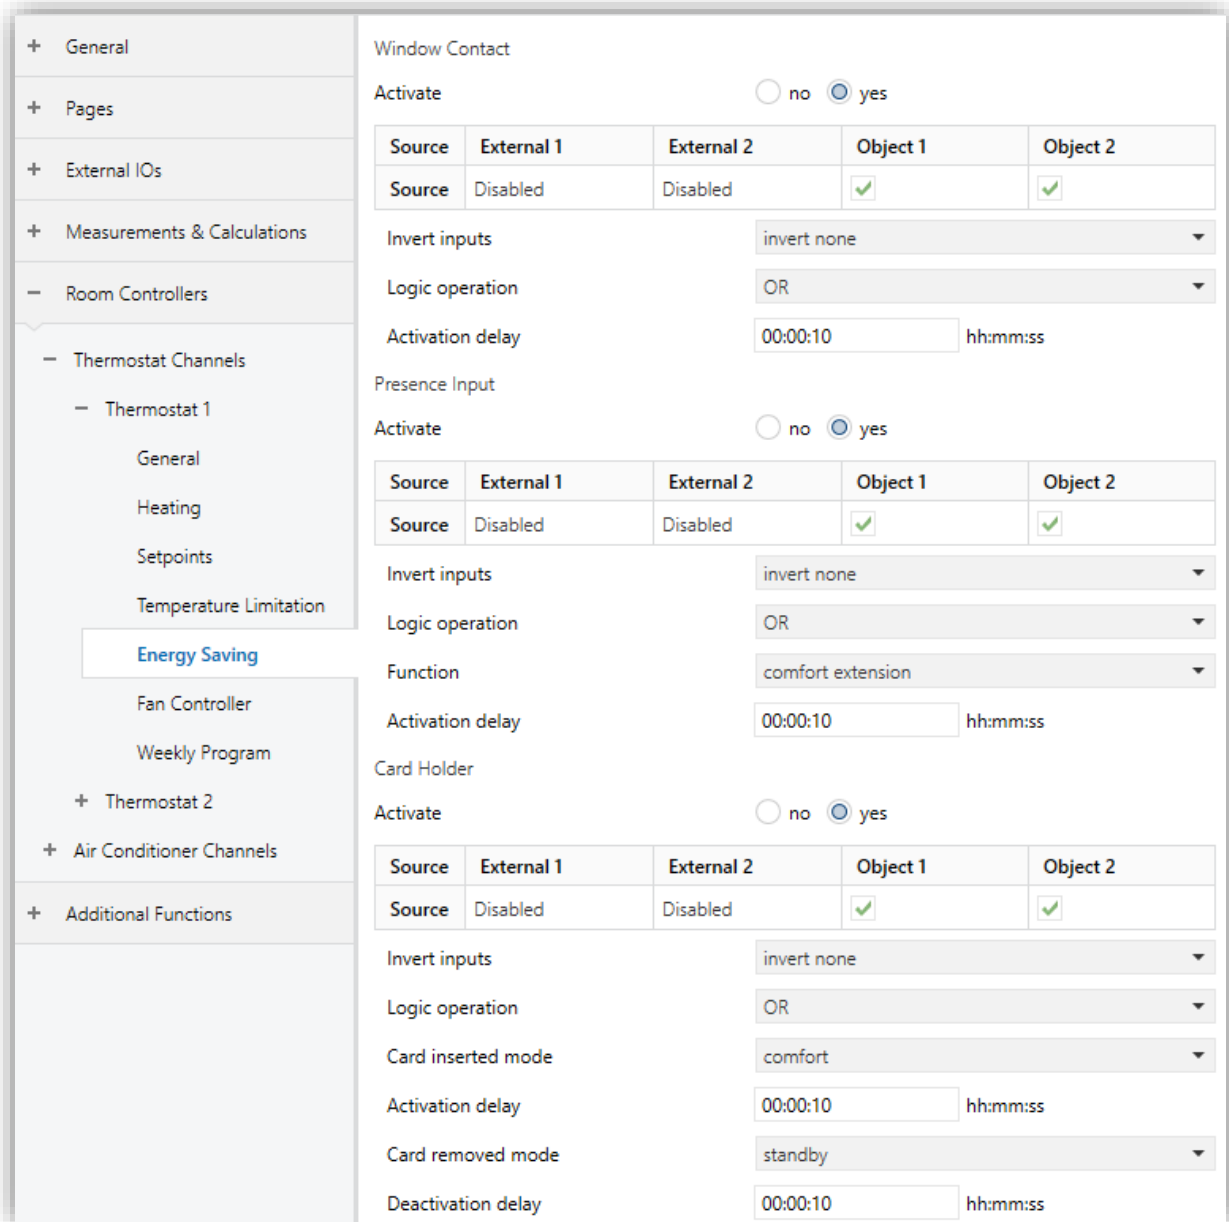 General
Pages
External IOs
Measurements & Calculations
Room Controllers
Thermostat Channels
Thermostat 1
General
Heating
Setpoints
Temperature Limitation
Energy Saving
Fan Controller
Weekly Program
Thermostat 2
Air Conditioner Channels
Additional Functions
Window Contact
Activate no yes
Source External 1 External 2 Object 1 Object 2
Source Disabled Disabled
Invert inputs invert none
Logic operation OR
Activation delay 00:00:10 hh:mm:ss
Presence Input
Activate no yes
Source External 1 External 2 Object 1 Object 2
Source Disabled Disabled
Invert inputs invert none
Logic operation OR
Function comfort extension
Activation delay 00:00:10 hh:mm:ss
Card Holder
Activate no yes
Source External 1 External 2 Object 1 Object 2
Source Disabled Disabled
Invert inputs invert none
Logic operation OR
Card inserted mode comfort
Activation delay 00:00:10 hh:mm:ss
Card removed mode standby
Deactivation delay 00:00:10 hh:mm:ss